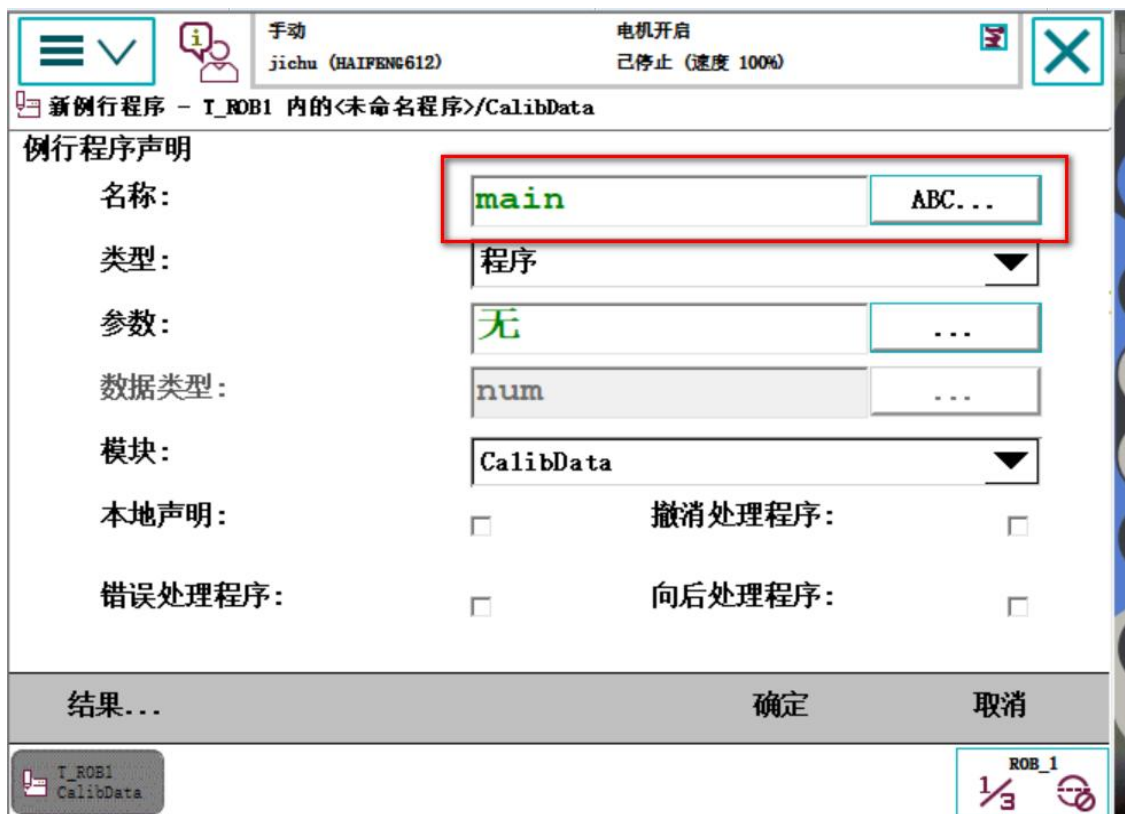 手动
jichu (HAIFENG612)
电机开启
己停止 (速度 100%)
新例行程序 - T_ROB1 内的<未命名程序>/CalibData
例行程序声明
名称: main ABC...
类型: 程序
参数: 无 ...
数据类型: num ...
模块: CalibData
本地声明: 撤消处理程序:
错误处理程序: 向后处理程序:
结果... 确定 取消
T_ROB1
CalibData
ROB_1
1/3